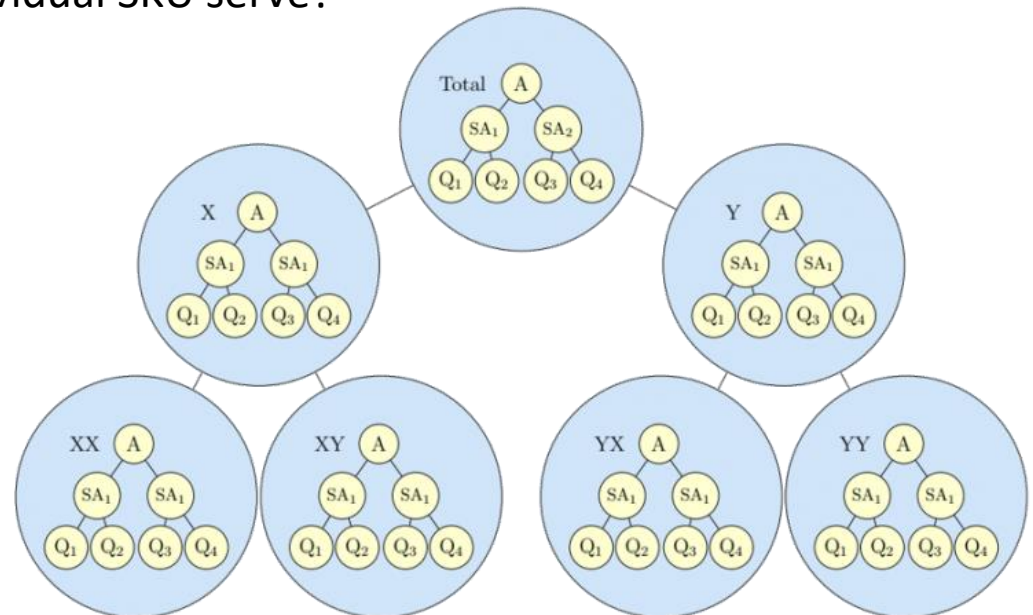 Total A
SA₁ SA₂
Q₁ Q₂ Q₃ Q₄
X A
SA₁ SA₁
Q₁ Q₂ Q₃ Q₄
Y A
SA₁ SA₁
Q₁ Q₂ Q₃ Q₄
XX A
SA₁ SA₁
Q₁ Q₂ Q₃ Q₄
XY A
SA₁ SA₁
Q₁ Q₂ Q₃ Q₄
YX A
SA₁ SA₁
Q₁ Q₂ Q₃ Q₄
YY A
SA₁ SA₁
Q₁ Q₂ Q₃ Q₄